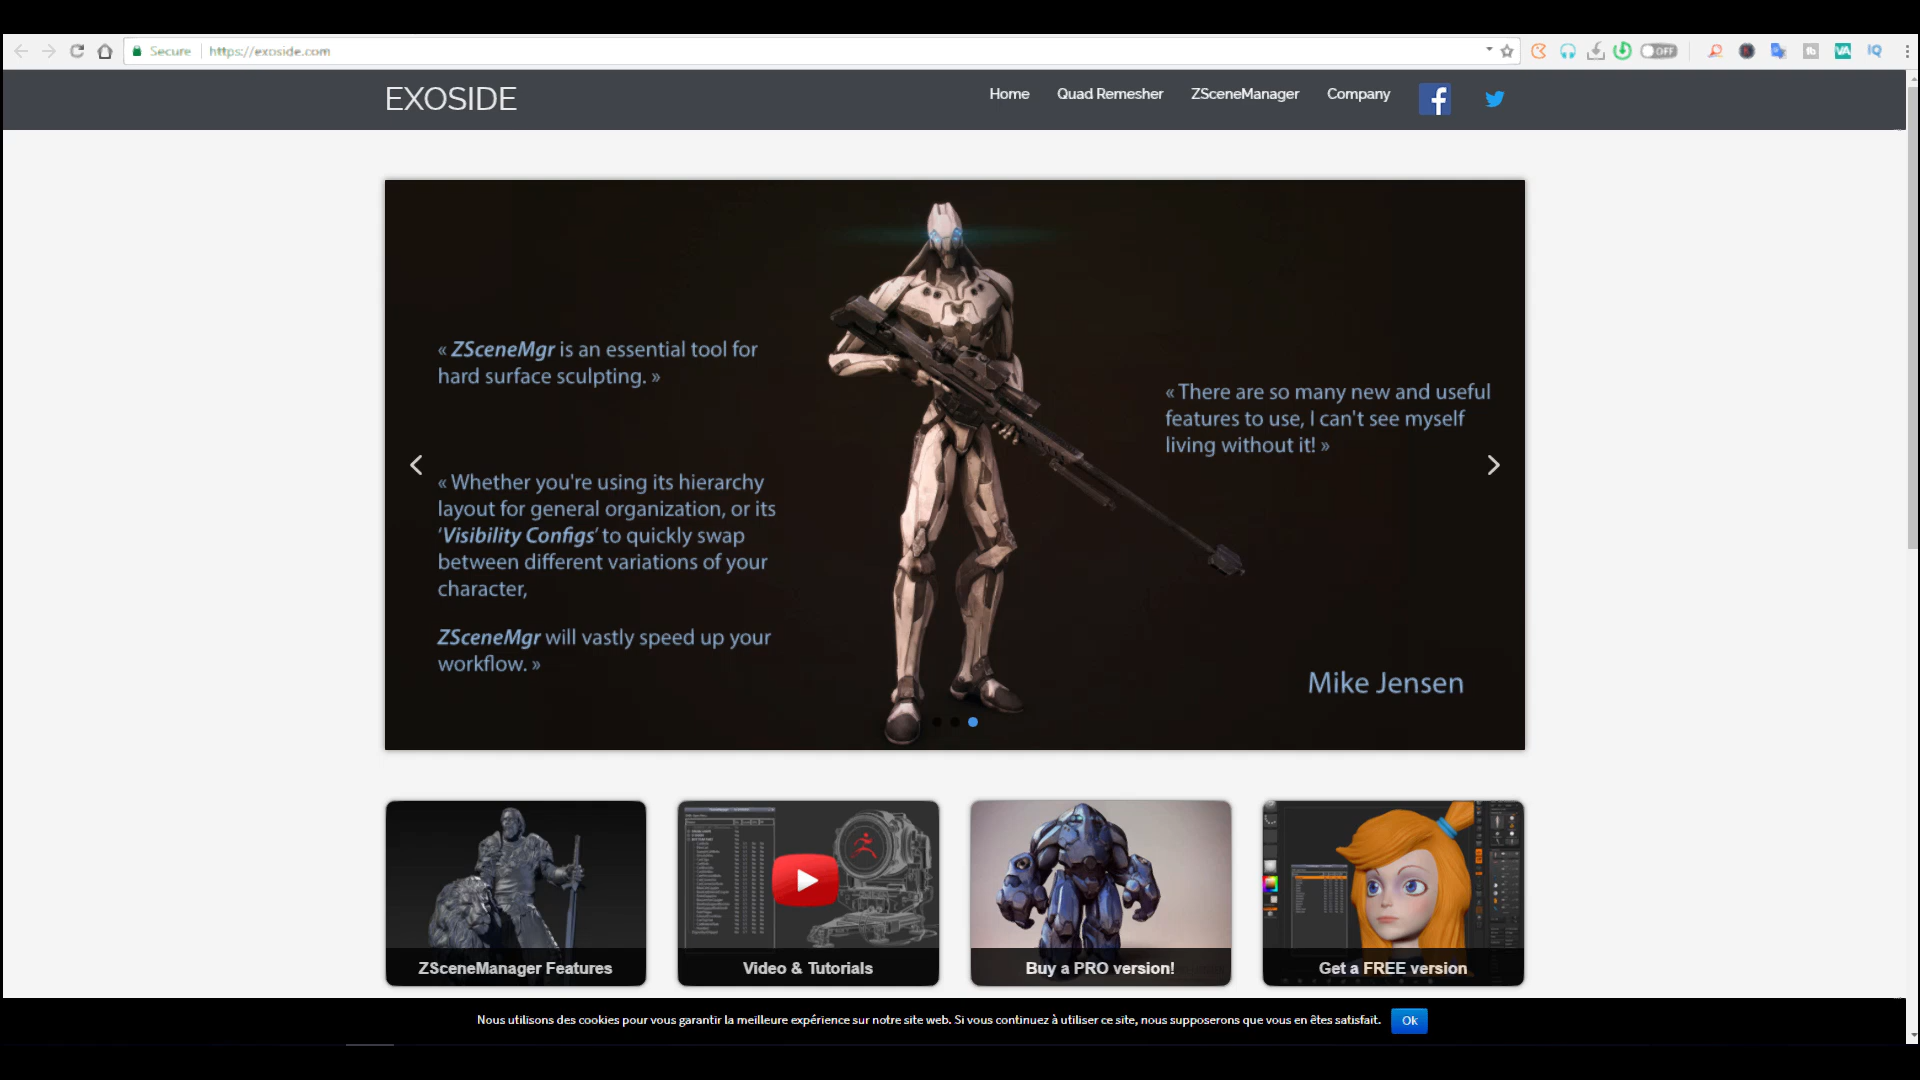 Secure
https://exoside.com
OFF
fb
VA
IQ
EXOSIDE
Home
Quad Remesher
ZSceneManager
Company
« ZSceneMgr is an essential tool for
hard surface sculpting. »
« Whether you're using its hierarchy
layout for general organization, or its
'Visibility Configs' to quickly swap
between different variations of your
character,
ZSceneMgr will vastly speed up your
workflow. »
« There are so many new and useful
features to use, I can't see myself
living without it! »
Mike Jensen
ZSceneManager Features
Video & Tutorials
Buy a PRO version!
Get a FREE version
Nous utilisons des cookies pour vous garantir la meilleure expérience sur notre site web. Si vous continuez à utiliser ce site, nous supposerons que vous en êtes satisfait.
Ok